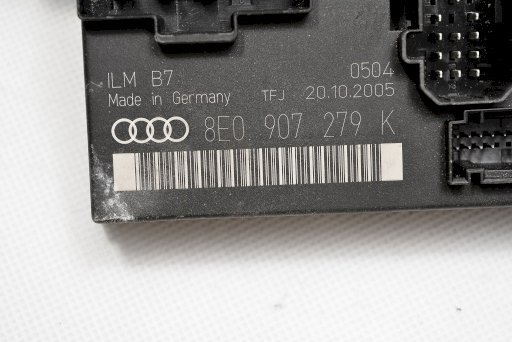 ILM B7 0504
Made in Germany TFJ 20.10.2005
8E0 907 279 K